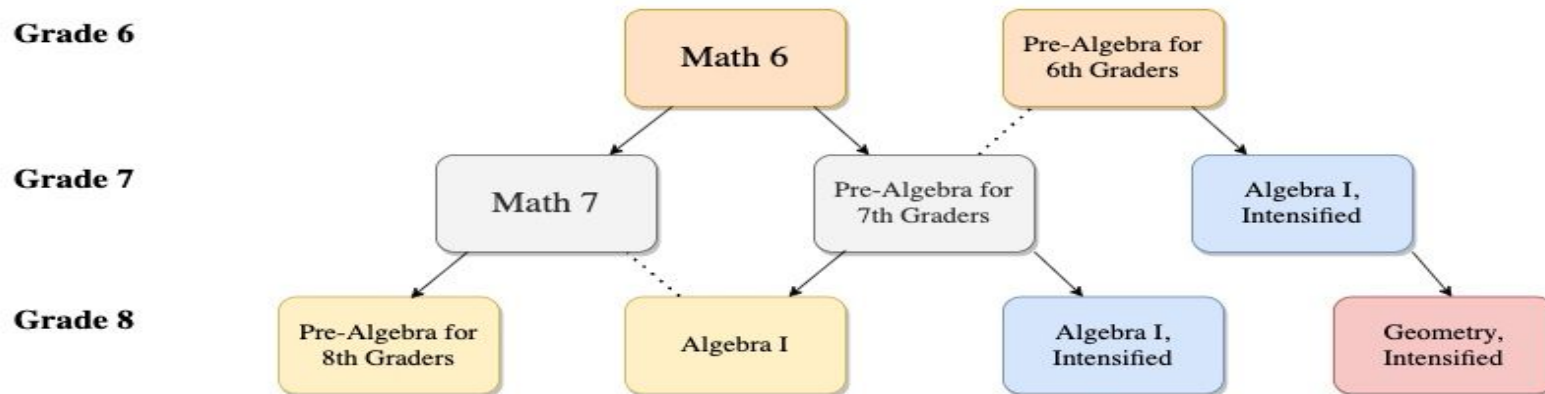 Grade 6
Math 6
Pre-Algebra for
6th Graders
Grade 7
Math 7
Pre-Algebra for
7th Graders
Algebra I,
Intensified
Grade 8
Pre-Algebra for
8th Graders
Algebra I
Algebra I,
Intensified
Geometry,
Intensified